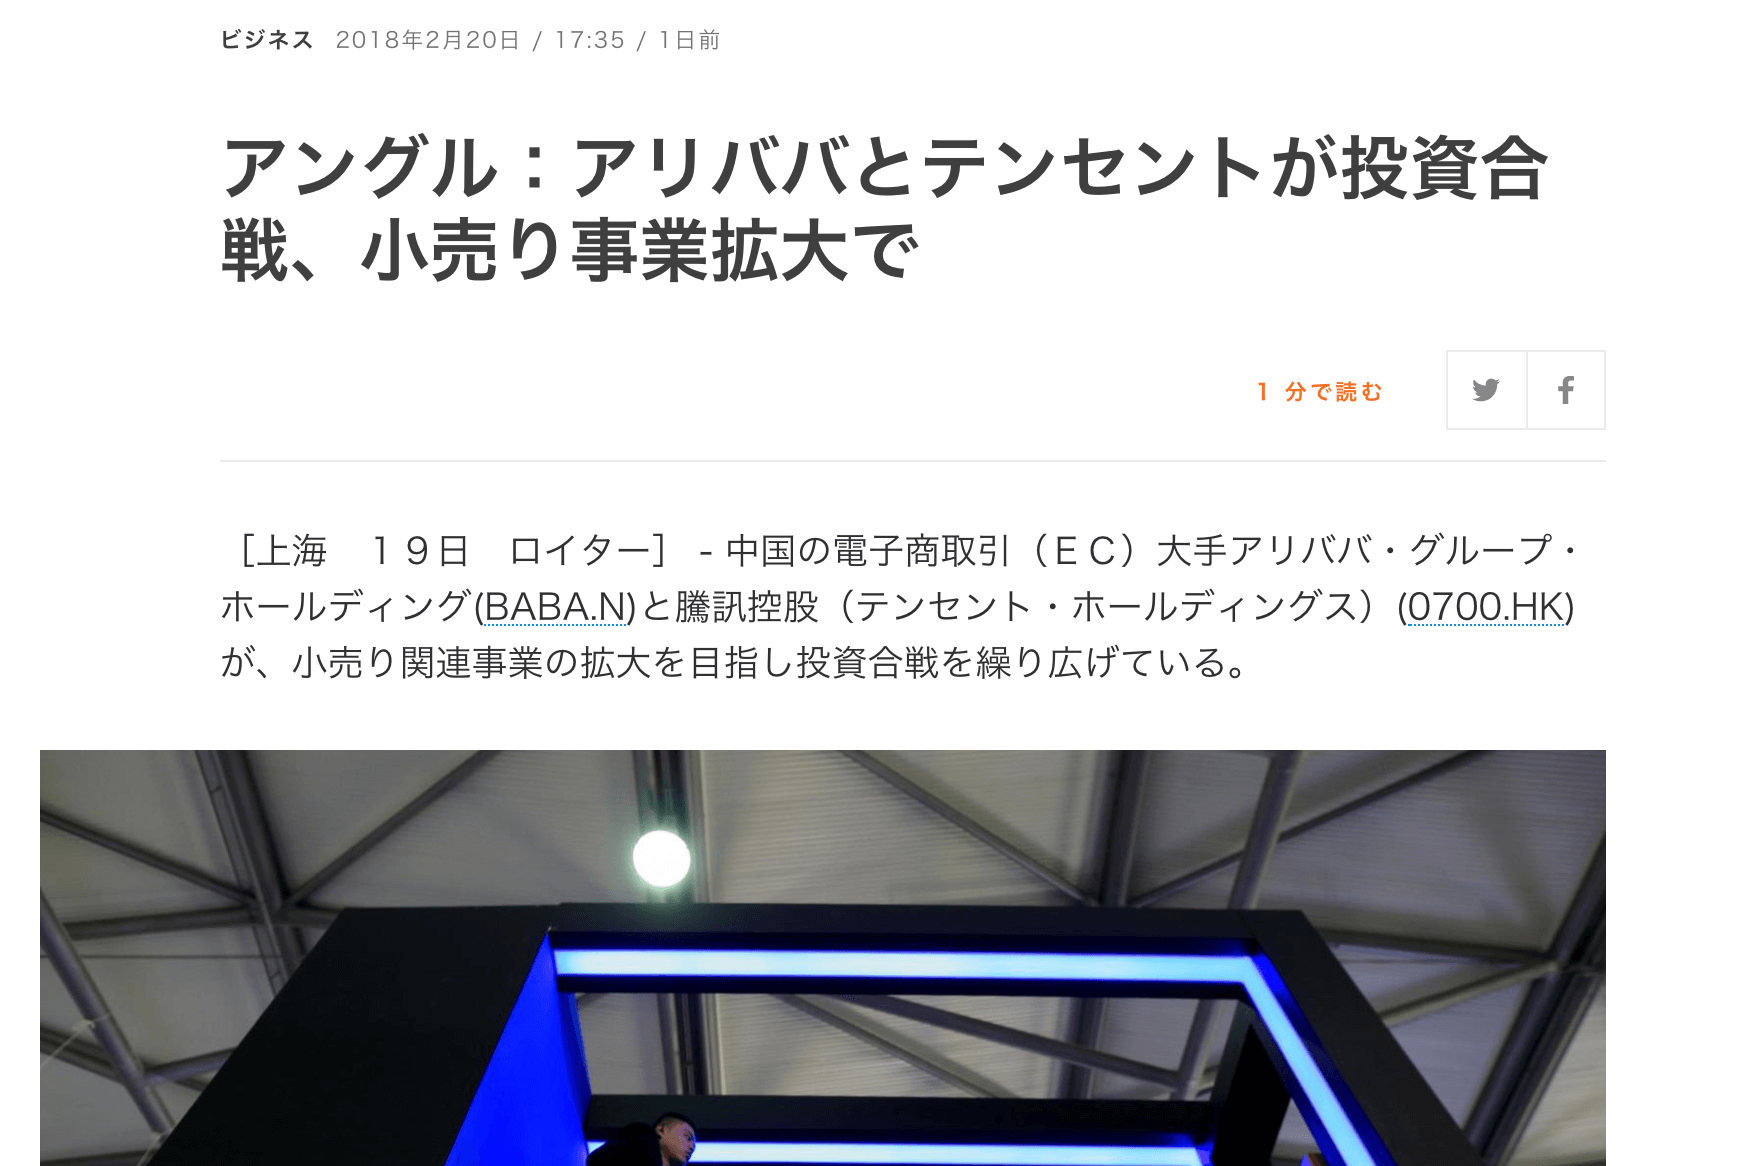 ビジネス 2018年2月20日 / 17:35 / 1日前
アングル：アリババとテンセントが投資合
戦、小売り事業拡大で
1 分で読む
［上海　１９日　ロイター］ - 中国の電子商取引（ＥＣ）大手アリババ・グループ・
ホールディング(BABA.N)と騰訊控股（テンセント・ホールディングス）(0700.HK)
が、小売り関連事業の拡大を目指し投資合戦を繰り広げている。